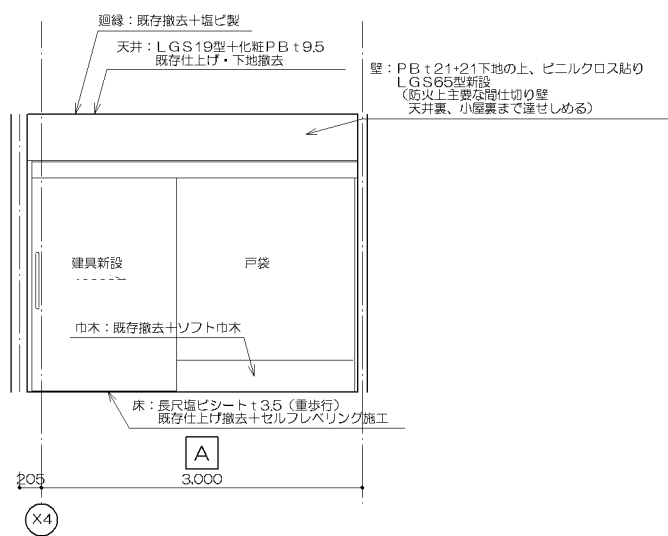 廻縁：既存撤去＋塩ビ製
天井：ＬＧＳ19型＋化粧ＰＢｔ9.5
既存仕上げ・下地撤去
壁：ＰＢｔ21+21下地の上、ビニルクロス貼り
ＬＧＳ65型新設
（防火上主要な間仕切り壁
天井裏、小屋裏まで達せしめる）
建具新設
戸袋
巾木：既存撤去＋ソフト巾木
床：長尺塩ビシートｔ3.5（重歩行）
既存仕上げ撤去＋セルフレベリング施工
A
205
3,000
X4